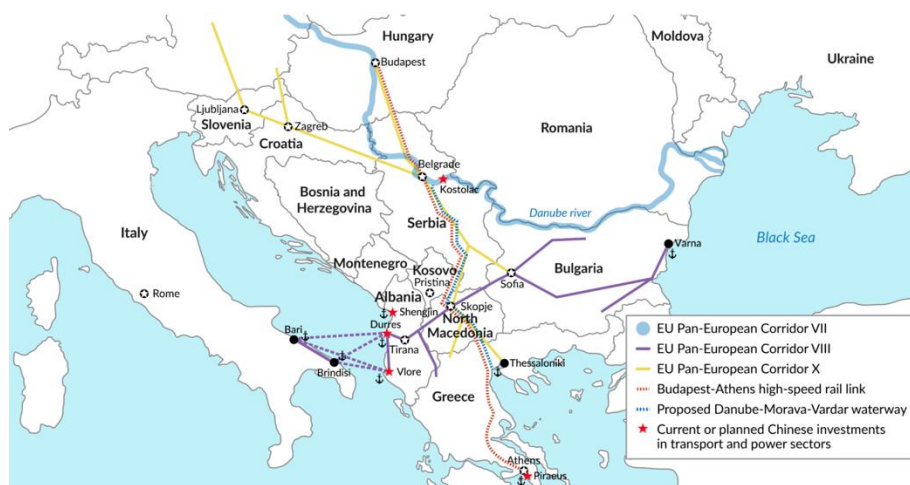 Hungary
Moldova
Ukraine
Budapest
Ljubljana
Slovenia
Zagreb
Croatia
Romania
Belgrade
Kostolac
Bosnia and
Herzegovina
Serbia
Danube river
Black Sea
Italy
Montenegro
Kosovo
Pristina
Bulgaria
Varna
Sofia
Rome
Albania
Shengjin
Skopje
North
Macedonia
Durres
Bari
Tirana
Brindisi
Vlore
Thessaloniki
Greece
Athens
Piraeus
EU Pan-European Corridor VII
EU Pan-European Corridor VIII
EU Pan-European Corridor X
Budapest-Athens high-speed rail link
Proposed Danube-Morava-Vardar waterway
Current or planned Chinese investments
in transport and power sectors